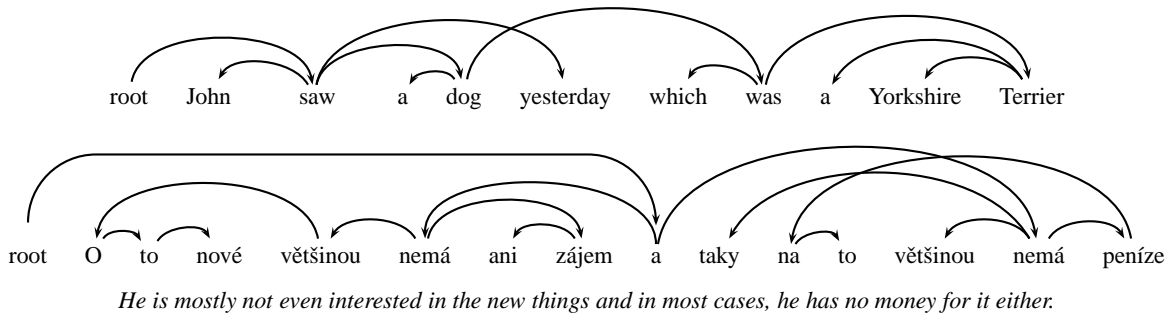 root John saw a dog yesterday which was a Yorkshire Terrier
root O to nové většinou nemá ani zájem a taky na to většinou nemá peníze
He is mostly not even interested in the new things and in most cases, he has no money for it either.